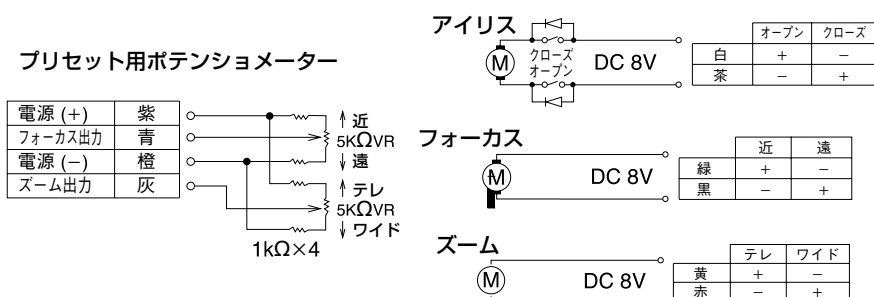 プリセット用ポテンショメーター
電源 (+) 紫
フォーカス出力 青
電源 (−) 橙
ズーム出力 灰
近
5KΩVR
遠
テレ
5KΩVR
ワイド
1kΩ×4
アイリス
M
クローズ
オープン
DC 8V
オープン クローズ
白 + −
茶 − +
フォーカス
M
DC 8V
近 遠
緑 + −
黒 − +
ズーム
M
DC 8V
テレ ワイド
黄 + −
赤 − +